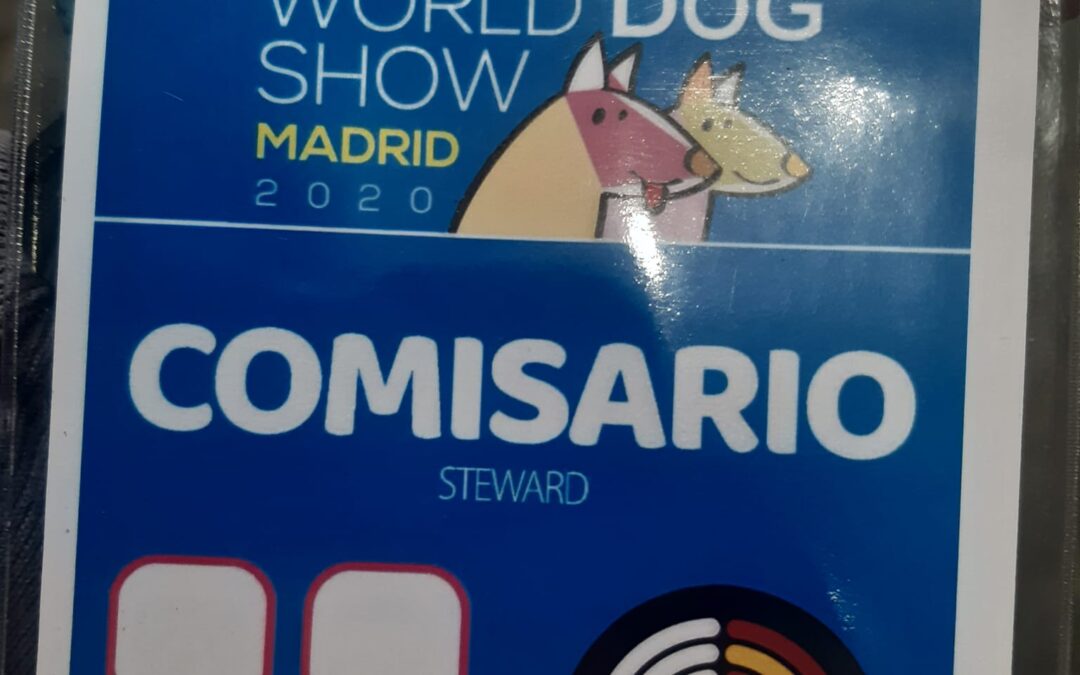 WORLD DOG
SHOW
MADRID
2020
COMISARIO
STEWARD